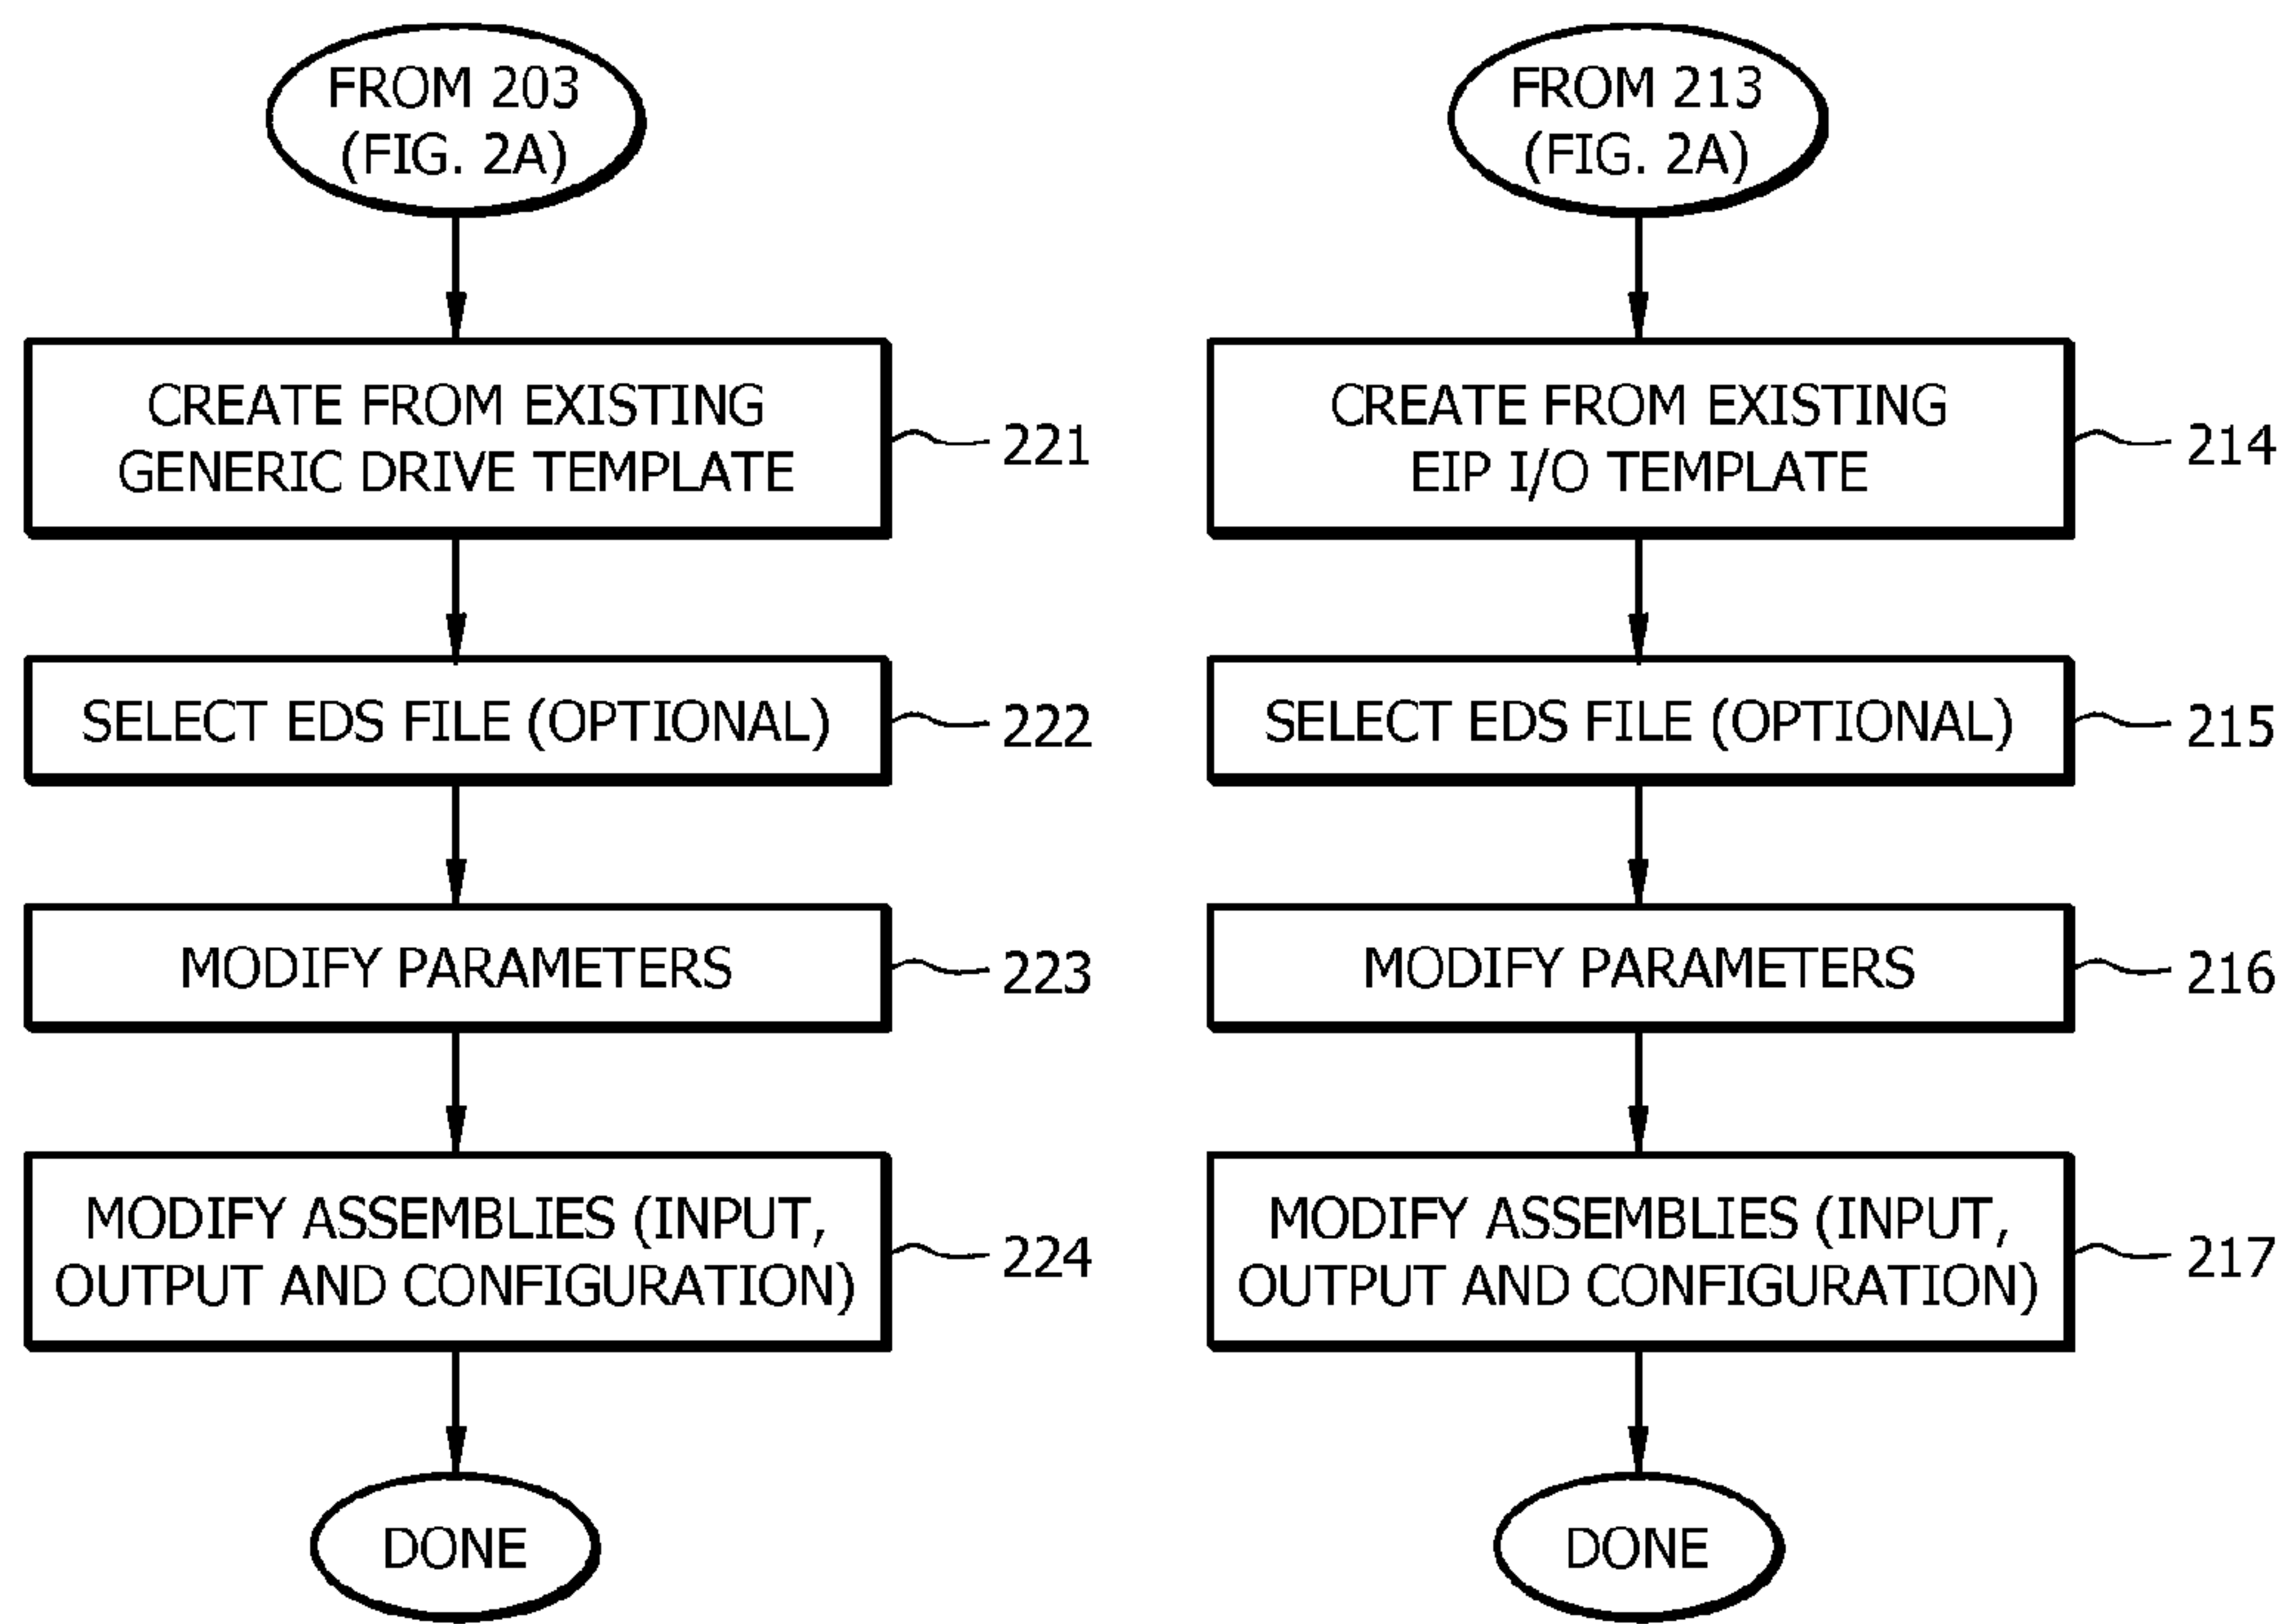 FROM 203
(FIG. 2A)
CREATE FROM EXISTING
GENERIC DRIVE TEMPLATE
221
SELECT EDS FILE (OPTIONAL)
222
MODIFY PARAMETERS
223
MODIFY ASSEMBLIES (INPUT,
OUTPUT AND CONFIGURATION)
224
DONE
FROM 213
(FIG. 2A)
CREATE FROM EXISTING
EIP I/O TEMPLATE
214
SELECT EDS FILE (OPTIONAL)
215
MODIFY PARAMETERS
216
MODIFY ASSEMBLIES (INPUT,
OUTPUT AND CONFIGURATION)
217
DONE